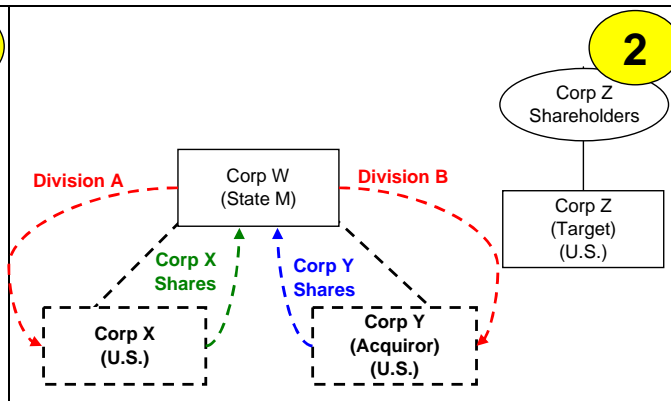 2
Corp Z
Shareholders
Division A
Corp W
(State M)
Division B
Corp Z
(Target)
(U.S.)
Corp X
Shares
Corp Y
Shares
Corp X
(U.S.)
Corp Y
(Acquiror)
(U.S.)